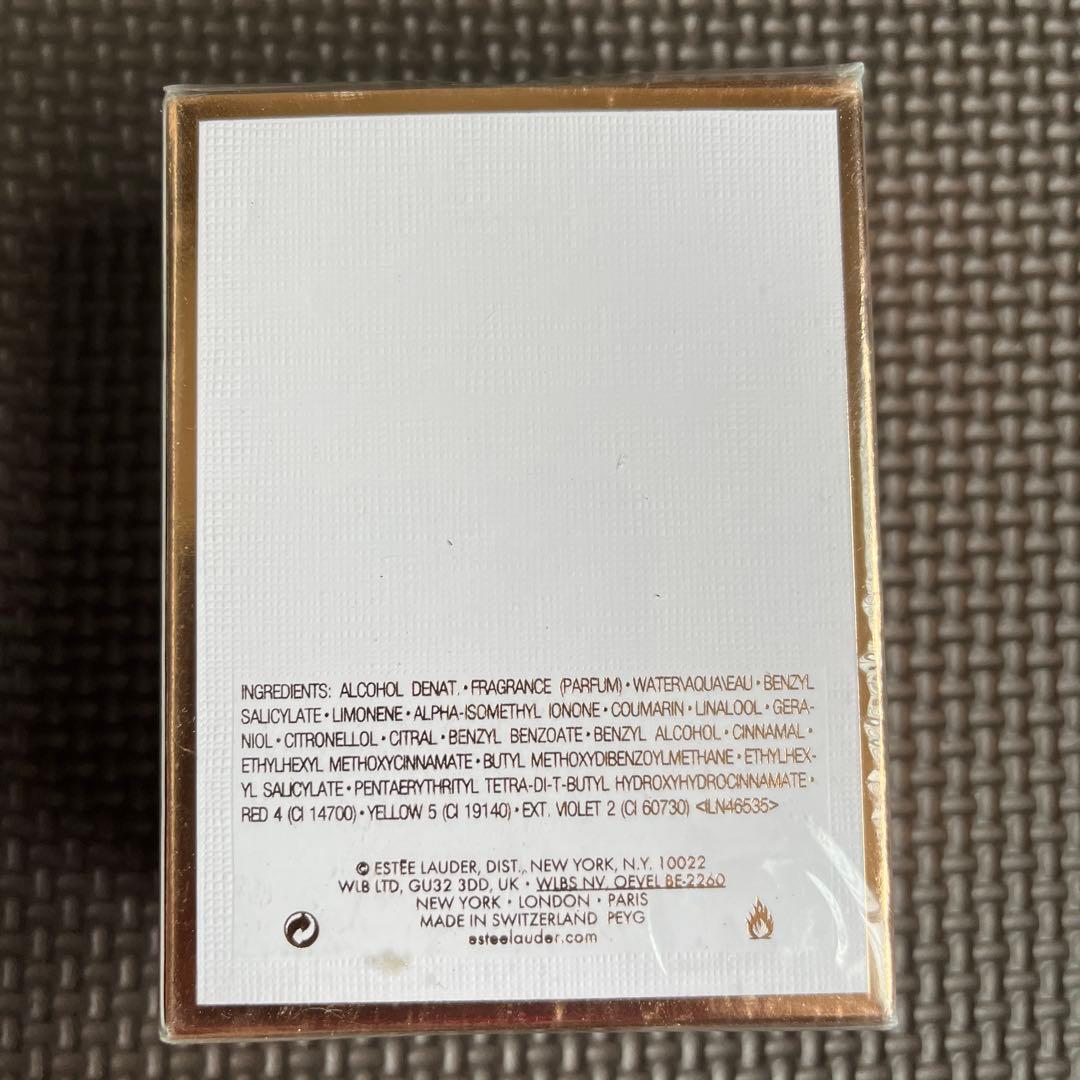 INGREDIENTS: ALCOHOL DENAT. • FRAGRANCE (PARFUM) • WATER\AQUA\EAU • BENZYL
SALICYLATE • LIMONENE • ALPHA-ISOMETHYL IONONE • COUMARIN • LINALOOL • GERA-
NIOL • CITRONELLOL • CITRAL • BENZYL BENZOATE • BENZYL ALCOHOL • CINNAMAL •
ETHYLHEXYL METHOXYCINNAMATE • BUTYL METHOXYDIBENZOYLMETHANE • ETHYLHEX-
YL SALICYLATE • PENTAERYTHRITYL TETRA-DI-T-BUTYL HYDROXYHYDROCINNAMATE •
RED 4 (CI 14700) • YELLOW 5 (CI 19140) • EXT. VIOLET 2 (CI 60730) <ILN46535>
© ESTĒE LAUDER, DIST., NEW YORK, N.Y. 10022
WLB LTD, GU32 3DD, UK • WLBS NV, OEVEL BE-2260
NEW YORK • LONDON • PARIS
MADE IN SWITZERLAND PEYG
esteelauder.com